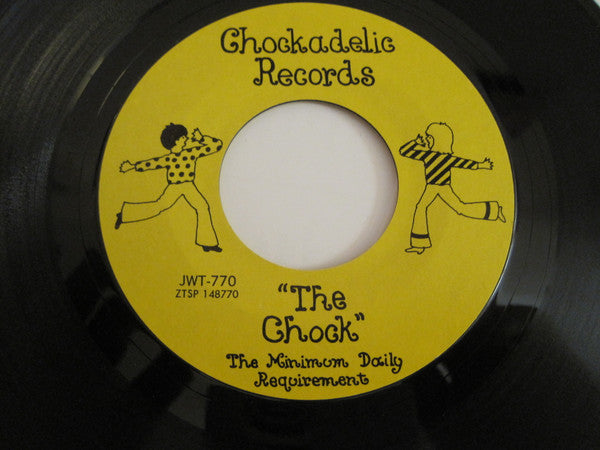 Chockadelic
Records
JWT-770
ZTSP 148770
"The
Chock"
The Minimum Daily
Requirement